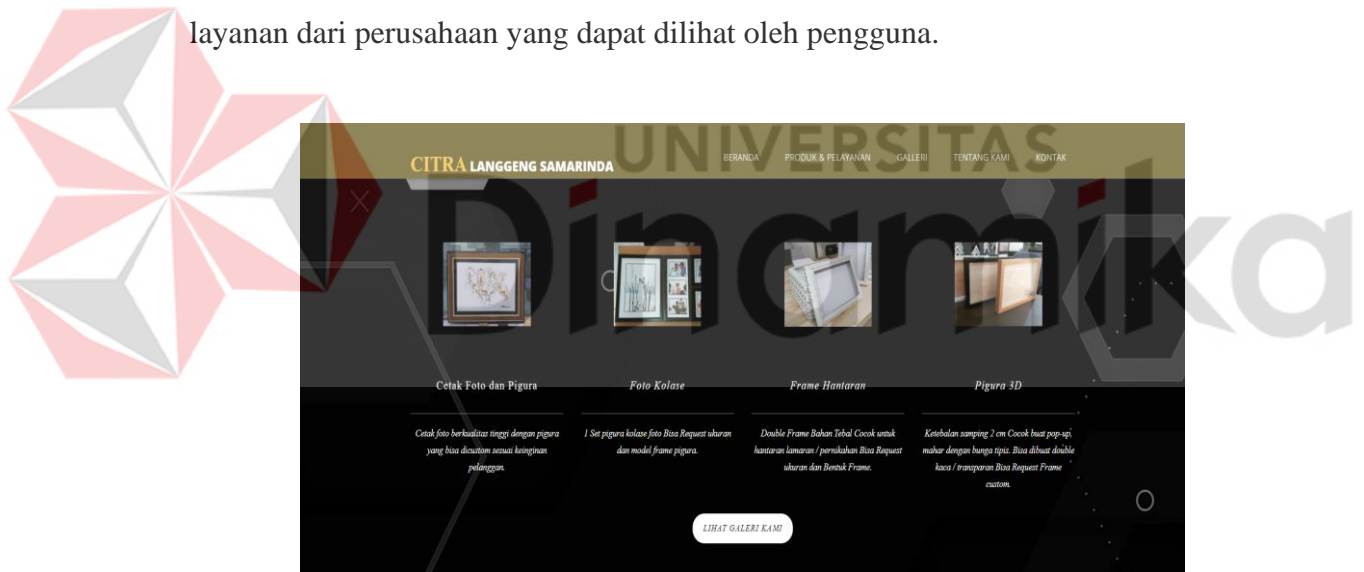 layanan dari perusahaan yang dapat dilihat oleh pengguna.
UNIVERSITAS
Dinamika
CITRA LANGGENG SAMARINDA
BERANDA PRODUK & PELAYANAN GALLERI TENTANG KAMI KONTAK
Cetak Foto dan Pigura
Cetak foto berkualitas tinggi dengan pigura
yang bisa dicustom sesuai keinginan
pelanggan.
Foto Kolase
1 Set pigura kolase foto Bisa Request ukuran
dan model frame pigura.
Frame Hantaran
Double Frame Bahan Tebal Cocok untuk
hantaran lamaran / pernikahan Bisa Request
ukuran dan Bentuk Frame.
Pigura 3D
Ketebalan samping 2 cm Cocok buat pop-up,
mahar dengan bunga tipis. Bisa dibuat double
kaca / transparan Bisa Request Frame
custom.
LIHAT GALERI KAMI